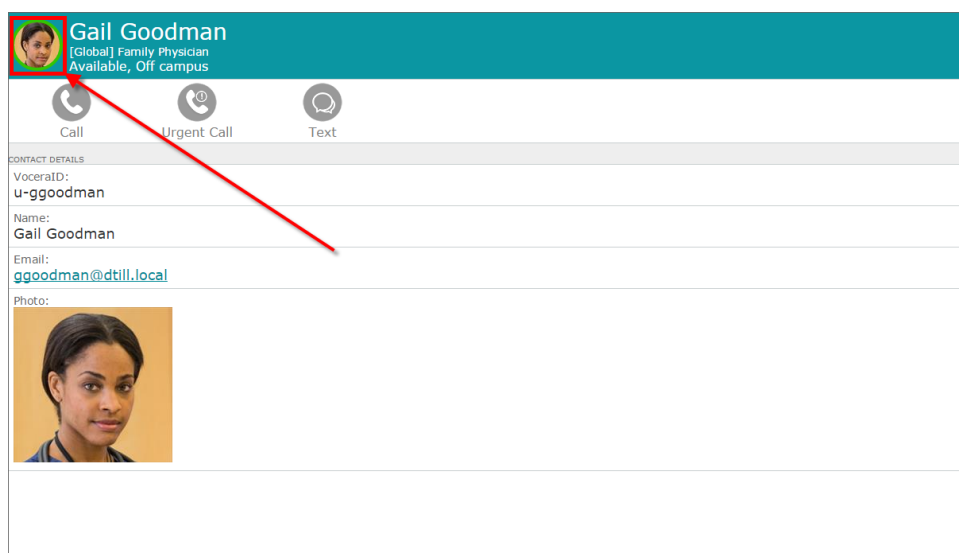 Gail Goodman
[Global] Family Physician
Available, Off campus
Call Urgent Call Text
CONTACT DETAILS
VoceraID:
u-ggoodman
Name:
Gail Goodman
Email:
ggoodman@dtill.local
Photo: